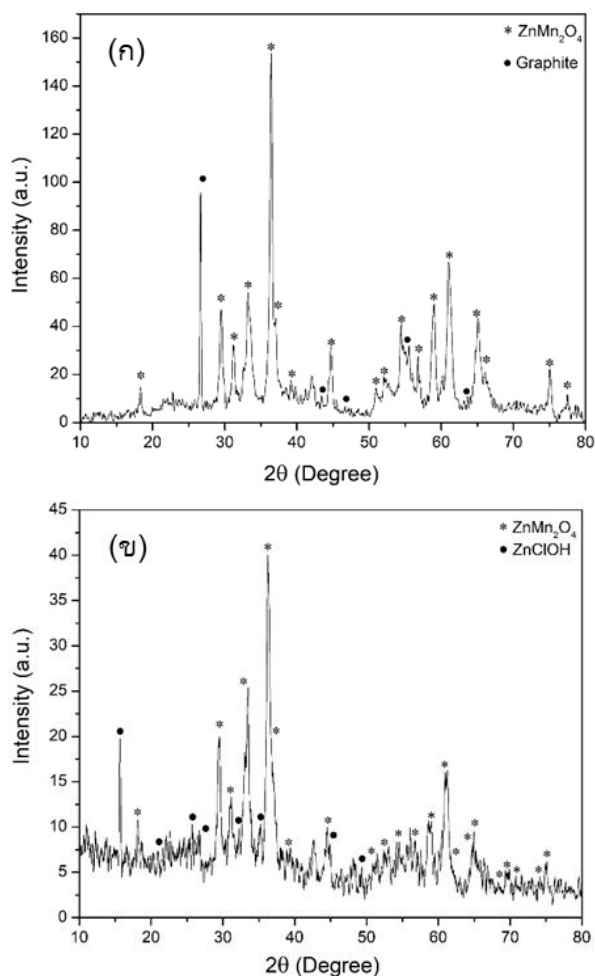 (ก)
* ZnMn₂O₄
● Graphite
Intensity (a.u.)
160
140
120
100
80
60
40
20
0
10 20 30 40 50 60 70 80
2θ (Degree)
(ข)
* ZnMn₂O₄
● ZnClOH
Intensity (a.u.)
45
40
35
30
25
20
15
10
5
0
10 20 30 40 50 60 70 80
2θ (Degree)